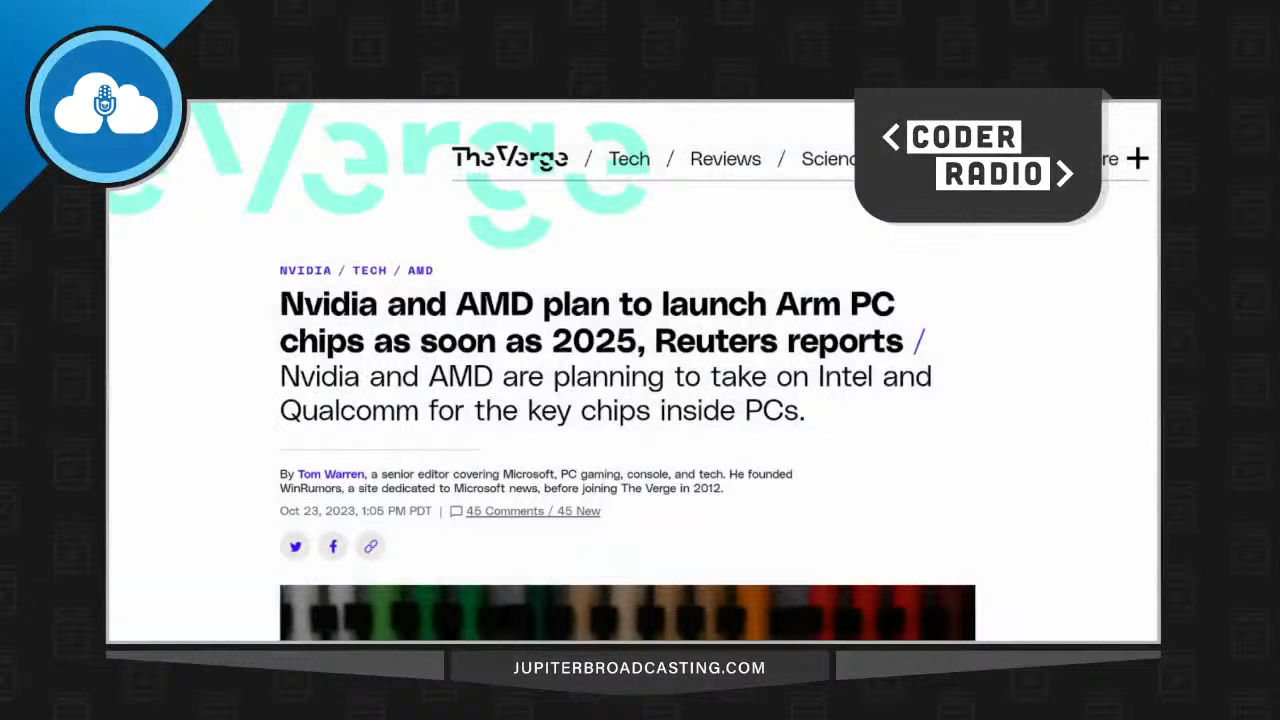 The Verge / Tech / Reviews / Scienc re +
CODER
RADIO
NVIDIA / TECH / AMD
Nvidia and AMD plan to launch Arm PC
chips as soon as 2025, Reuters reports /
Nvidia and AMD are planning to take on Intel and
Qualcomm for the key chips inside PCs.
By Tom Warren, a senior editor covering Microsoft, PC gaming, console, and tech. He founded
WinRumors, a site dedicated to Microsoft news, before joining The Verge in 2012.
Oct 23, 2023, 1:05 PM PDT | 45 Comments / 45 New
JUPITERBROADCASTING.COM